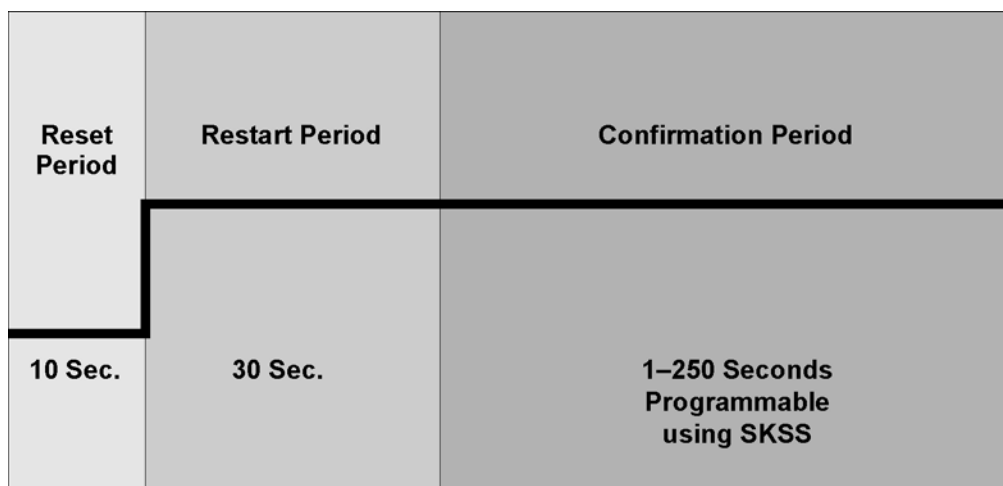 Reset
Period
Restart Period
Confirmation Period
10 Sec.
30 Sec.
1–250 Seconds
Programmable
using SKSS